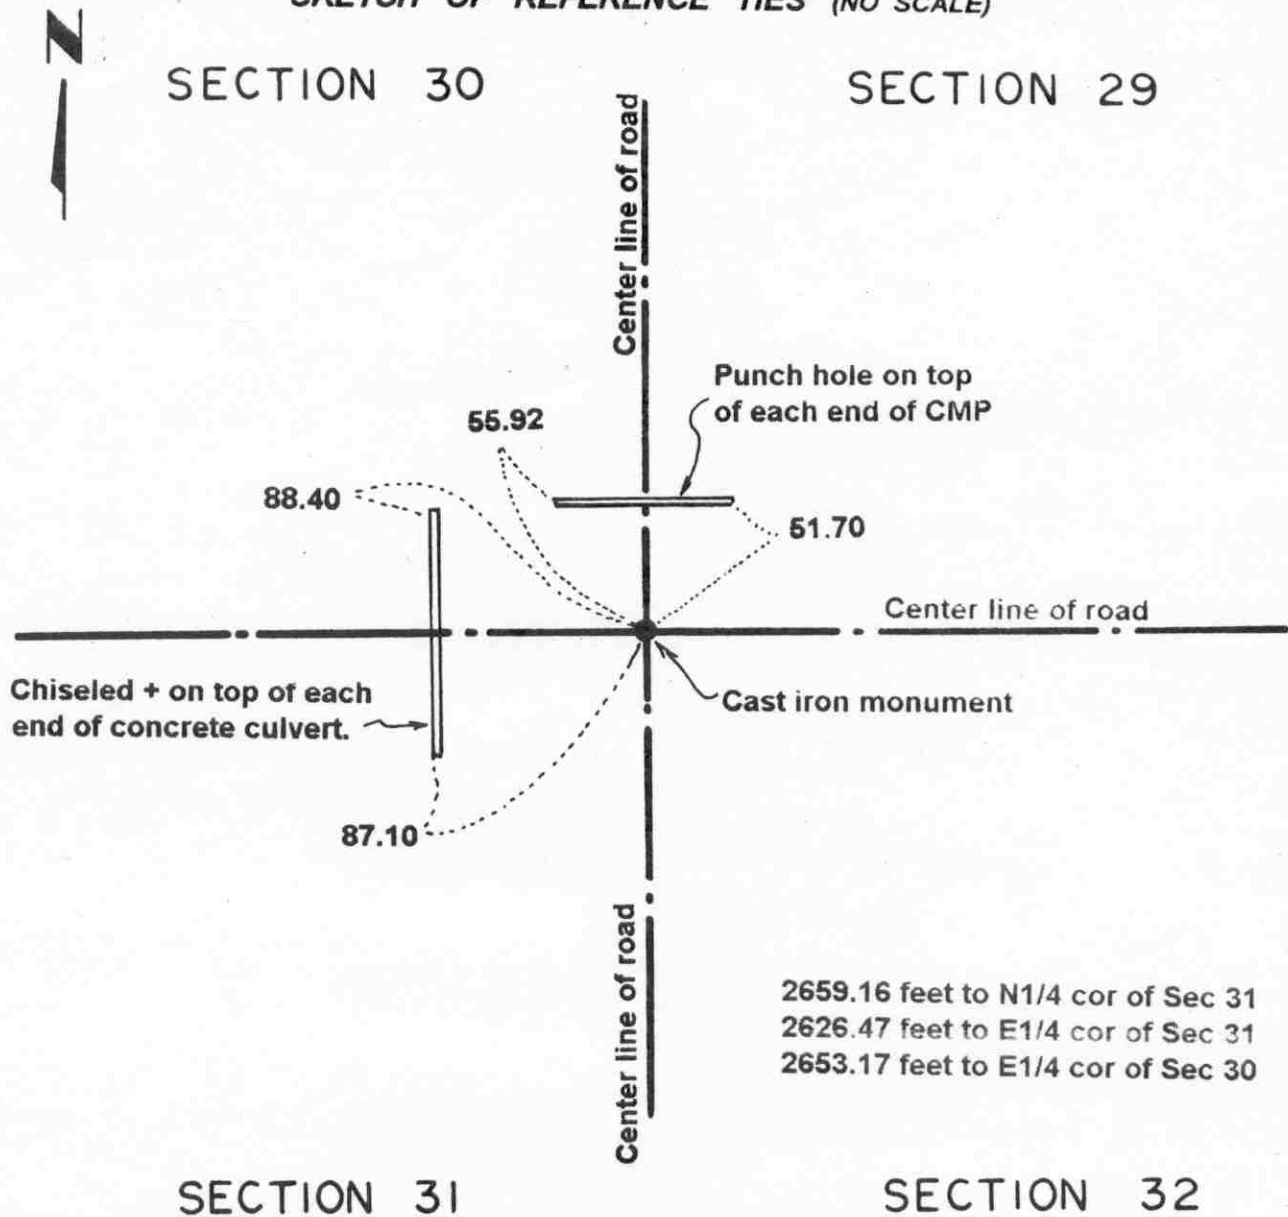 SKETCH OF REFERENCE TIES (NO SCALE)
N
SECTION 30
SECTION 29
Center line of road
Punch hole on top
of each end of CMP
55.92
88.40
51.70
Center line of road
Chiseled + on top of each
end of concrete culvert.
Cast iron monument
87.10
Center line of road
2659.16 feet to N1/4 cor of Sec 31
2626.47 feet to E1/4 cor of Sec 31
2653.17 feet to E1/4 cor of Sec 30
SECTION 31
SECTION 32